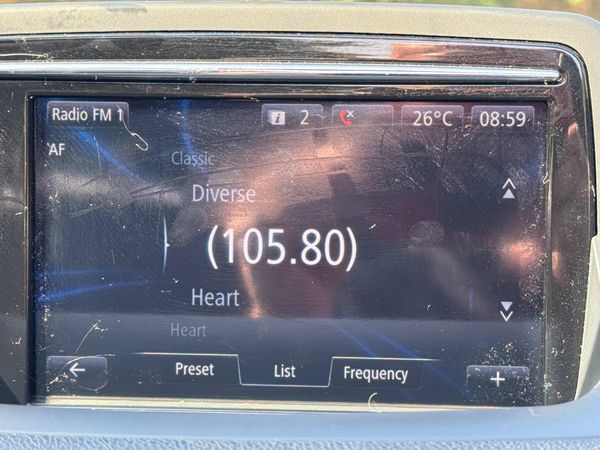 Radio FM 1
2
26°C
08:59
AF
Classic
Diverse
(105.80)
Heart
Heart
Preset
List
Frequency